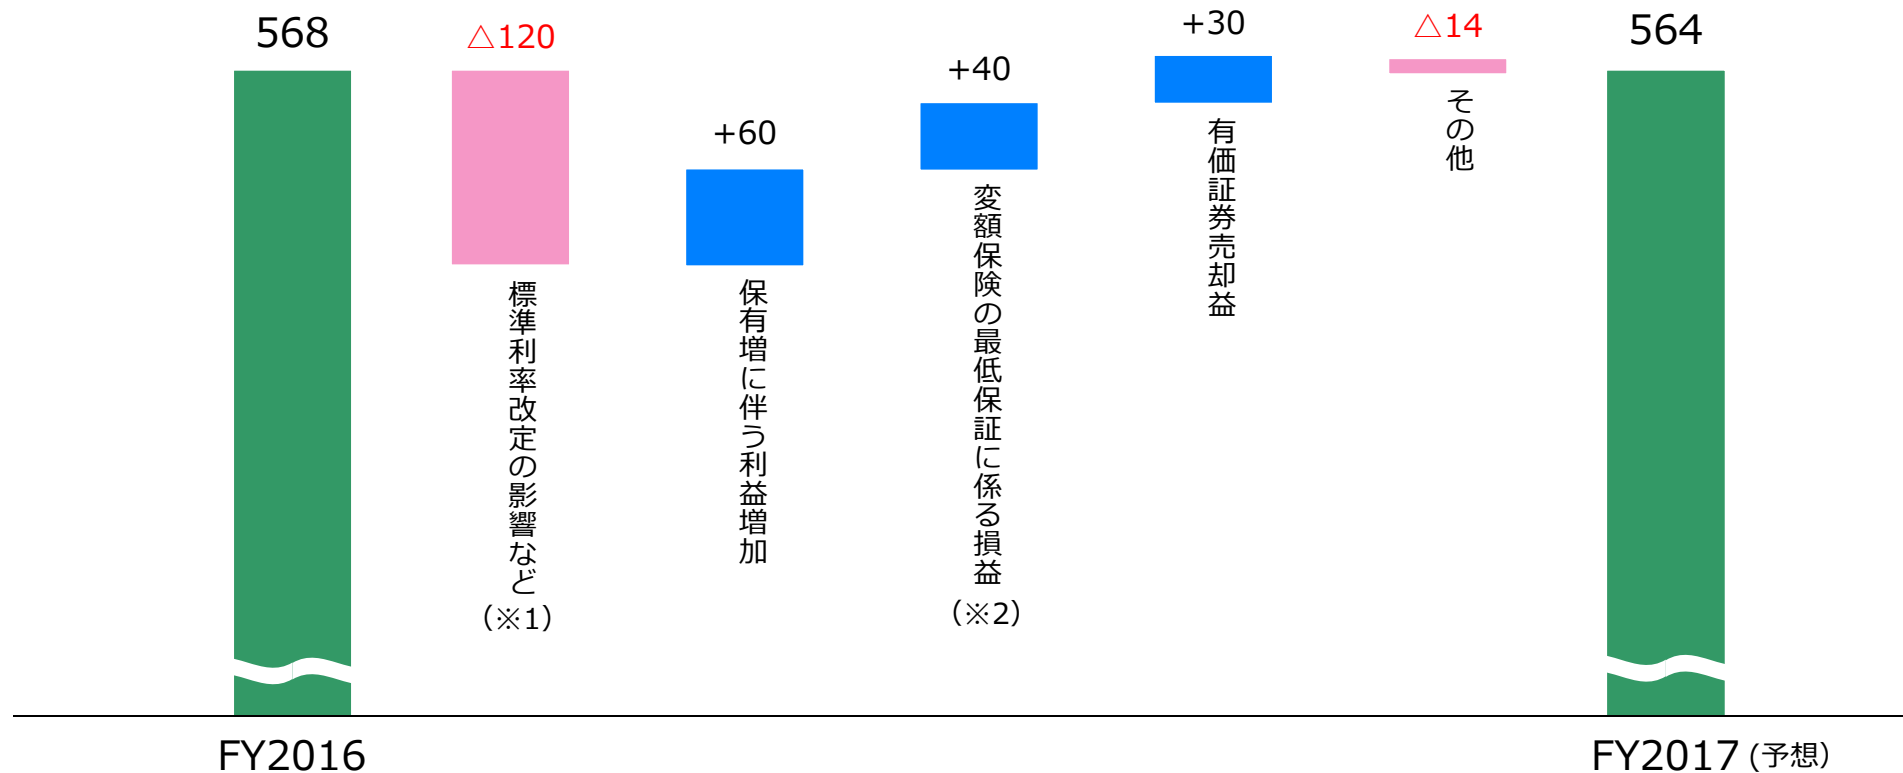 568
△120
+60
+40
+30
△14
564
標準利率改定の影響など
（※1）
保有増に伴う利益増加
変額保険の最低保証に係る損益
（※2）
有価証券売却益
その他
FY2016
FY2017 (予想）